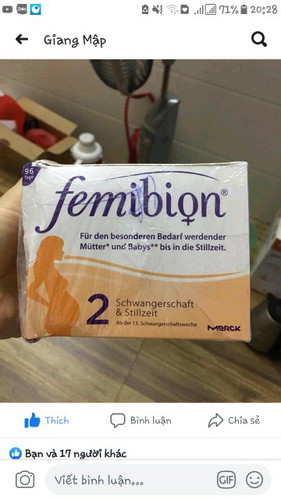 Zalo
71% 20:28
Giang Mập
96
Tage
femibion®
Für den besonderen Bedarf werdender
Mütter* und Babys** bis in die Stillzeit.
2 Schwangerschaft
& Stillzeit
Ab der 13. Schwangerschaftswoche
MERCK
Thích Bình luận Chia sẻ
Bạn và 17 người khác
Viết bình luận... GIF